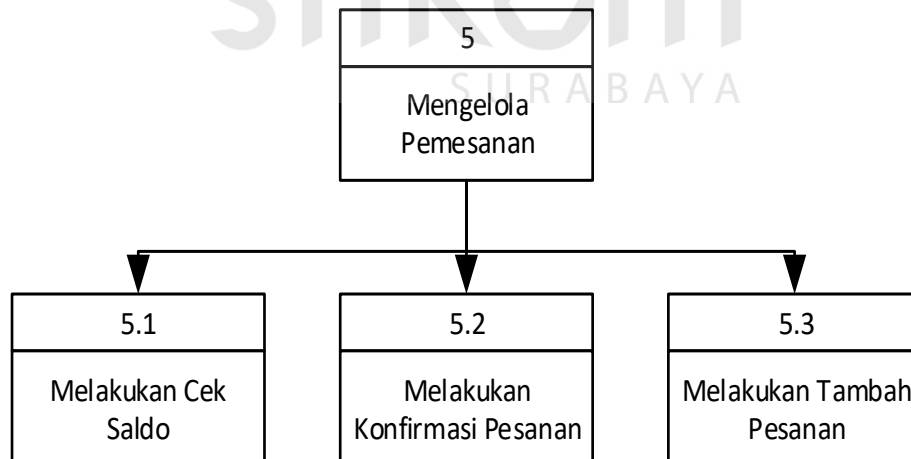 SURABAYA
5
Mengelola
Pemesanan
5.1
Melakukan Cek
Saldo
5.2
Melakukan
Konfirmasi Pesanan
5.3
Melakukan Tambah
Pesanan